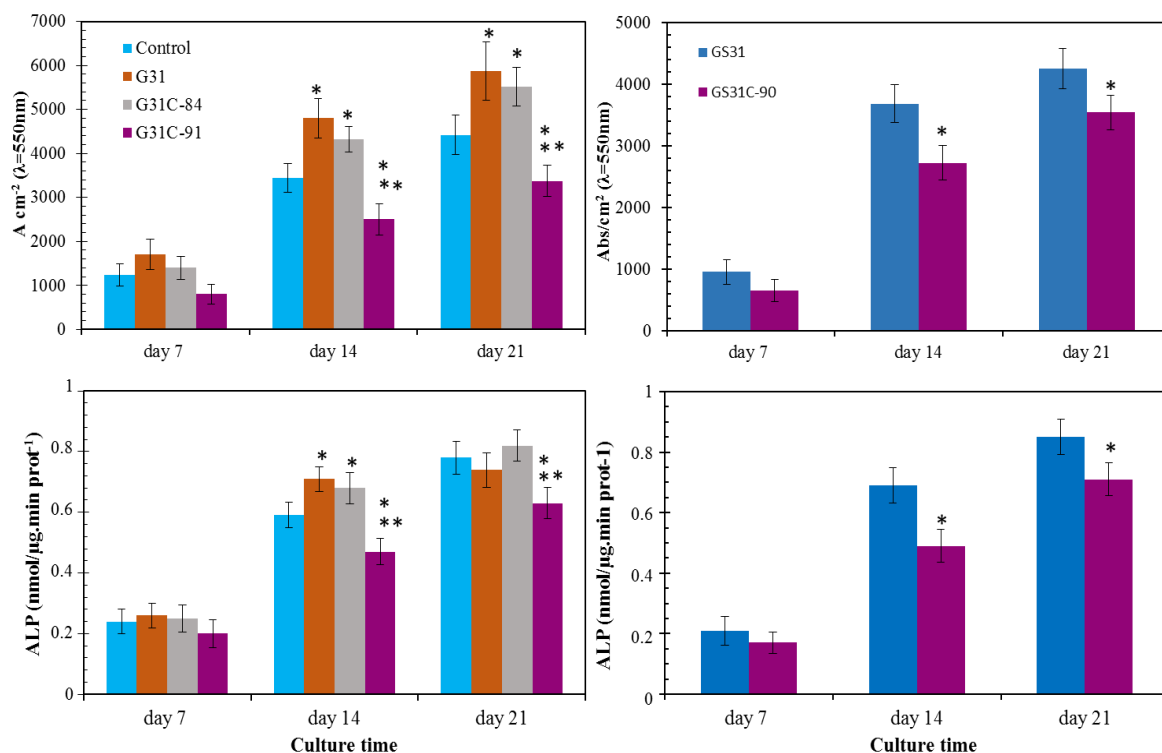 7000
6000
5000
4000
3000
2000
1000
0
A cm⁻² (λ=550nm)
Control
G31
G31C-84
G31C-91
*
*
*
**
*
*
*
**
day 7
day 14
day 21
5000
4000
3000
2000
1000
0
Abs/cm² (λ=550nm)
GS31
GS31C-90
*
*
day 7
day 14
day 21
1
0.8
0.6
0.4
0.2
0
ALP (nmol/µg.min prot⁻¹)
*
*
*
**
*
**
day 7
day 14
day 21
Culture time
1
0.8
0.6
0.4
0.2
0
ALP (nmol/µg.min prot-1)
*
*
day 7
day 14
day 21
Culture time